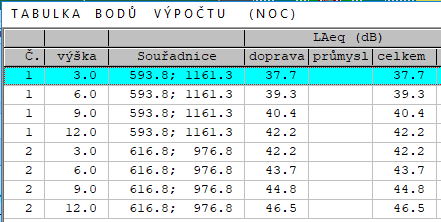 TABULKA BODŮ VÝPOČTU (NOC)
LAeq (dB)
Č. výška Souřadnice doprava průmysl celkem
1 3.0 593.8; 1161.3 37.7 37.7
1 6.0 593.8; 1161.3 39.3 39.3
1 9.0 593.8; 1161.3 40.4 40.4
1 12.0 593.8; 1161.3 42.2 42.2
2 3.0 616.8; 976.8 42.2 42.2
2 6.0 616.8; 976.8 43.7 43.7
2 9.0 616.8; 976.8 44.8 44.8
2 12.0 616.8; 976.8 46.5 46.5